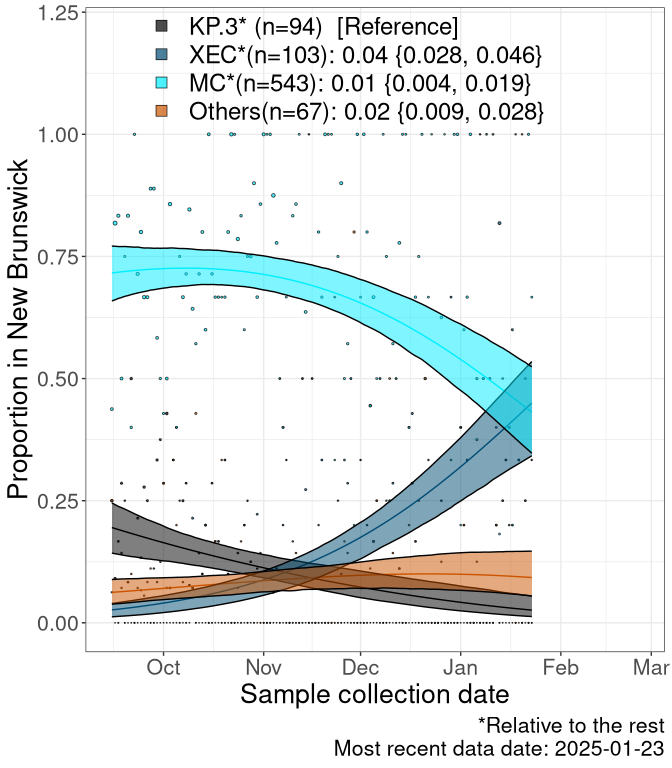 KP.3* (n=94)  [Reference]
XEC*(n=103): 0.04 {0.028, 0.046}
MC*(n=543): 0.01 {0.004, 0.019}
Others(n=67): 0.02 {0.009, 0.028}
1.25
1.00
0.75
0.50
0.25
0.00
Proportion in New Brunswick
Oct Nov Dec Jan Feb Mar
Sample collection date
*Relative to the rest
Most recent data date: 2025-01-23